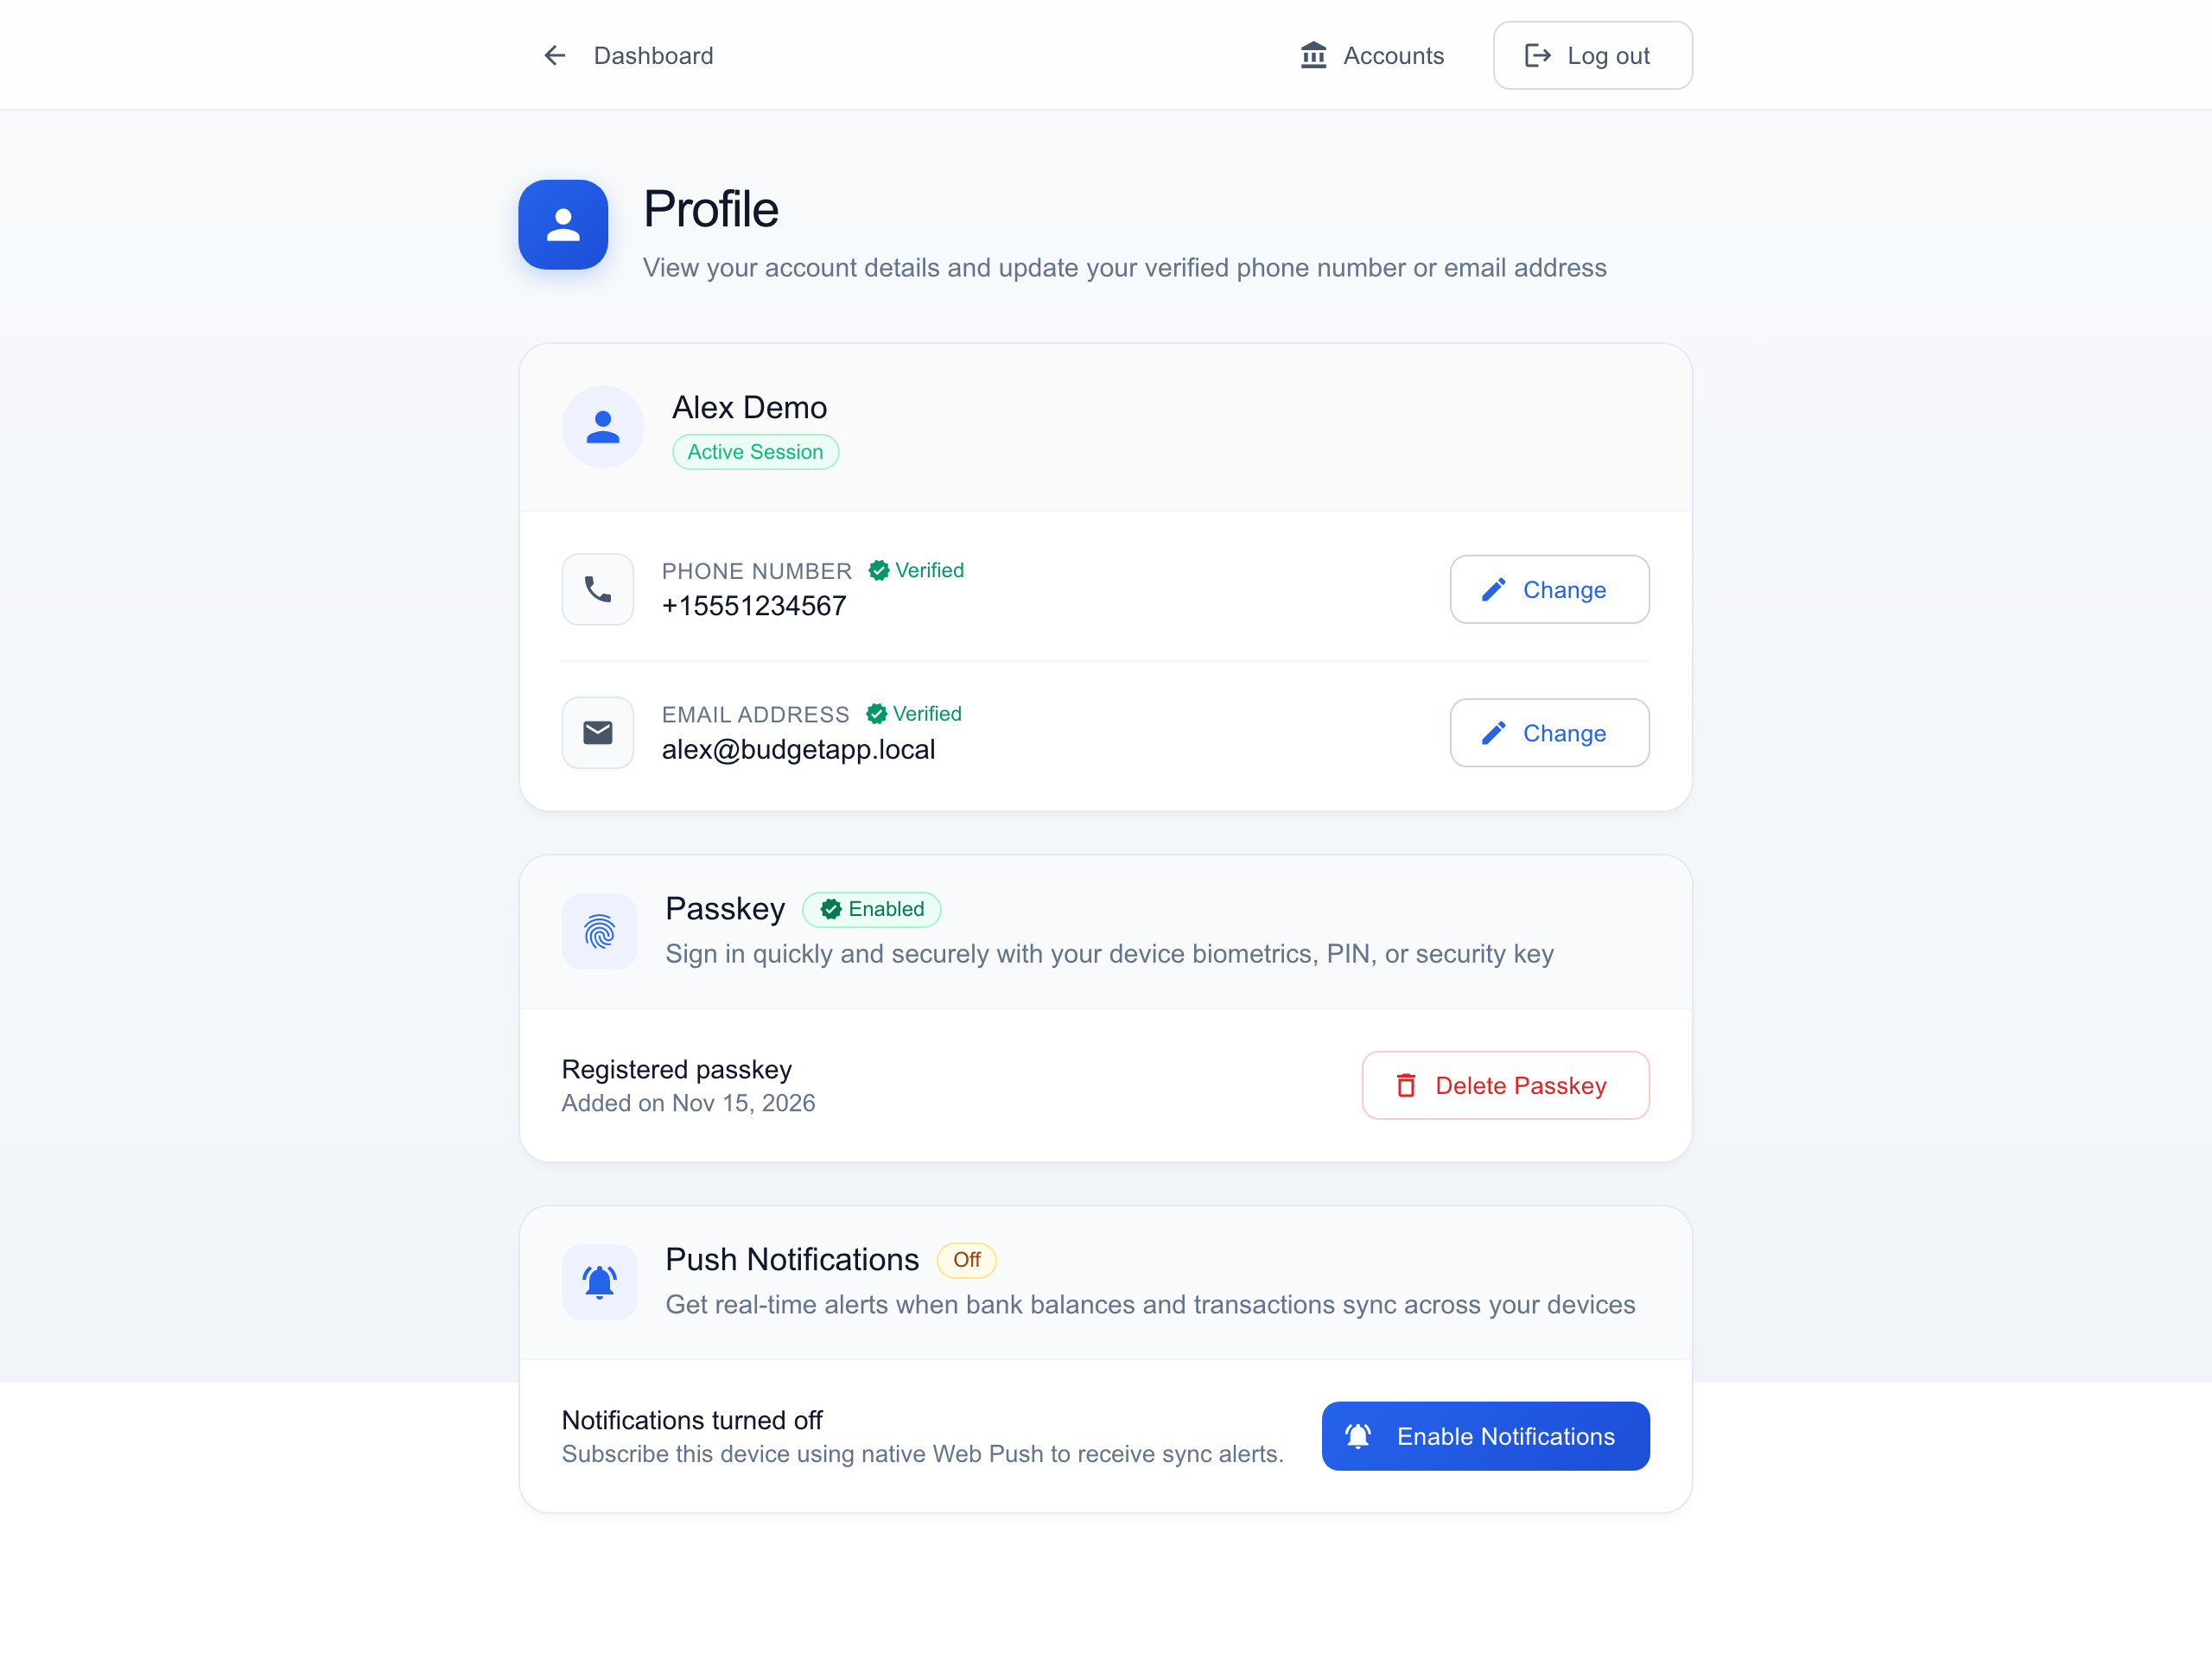 Dashboard
Accounts
Log out
Profile
View your account details and update your verified phone number or email address
Alex Demo
Active Session
PHONE NUMBER Verified
+15551234567
Change
EMAIL ADDRESS Verified
alex@budgetapp.local
Change
Passkey Enabled
Sign in quickly and securely with your device biometrics, PIN, or security key
Registered passkey
Added on Nov 15, 2026
Delete Passkey
Push Notifications Off
Get real-time alerts when bank balances and transactions sync across your devices
Notifications turned off
Subscribe this device using native Web Push to receive sync alerts.
Enable Notifications